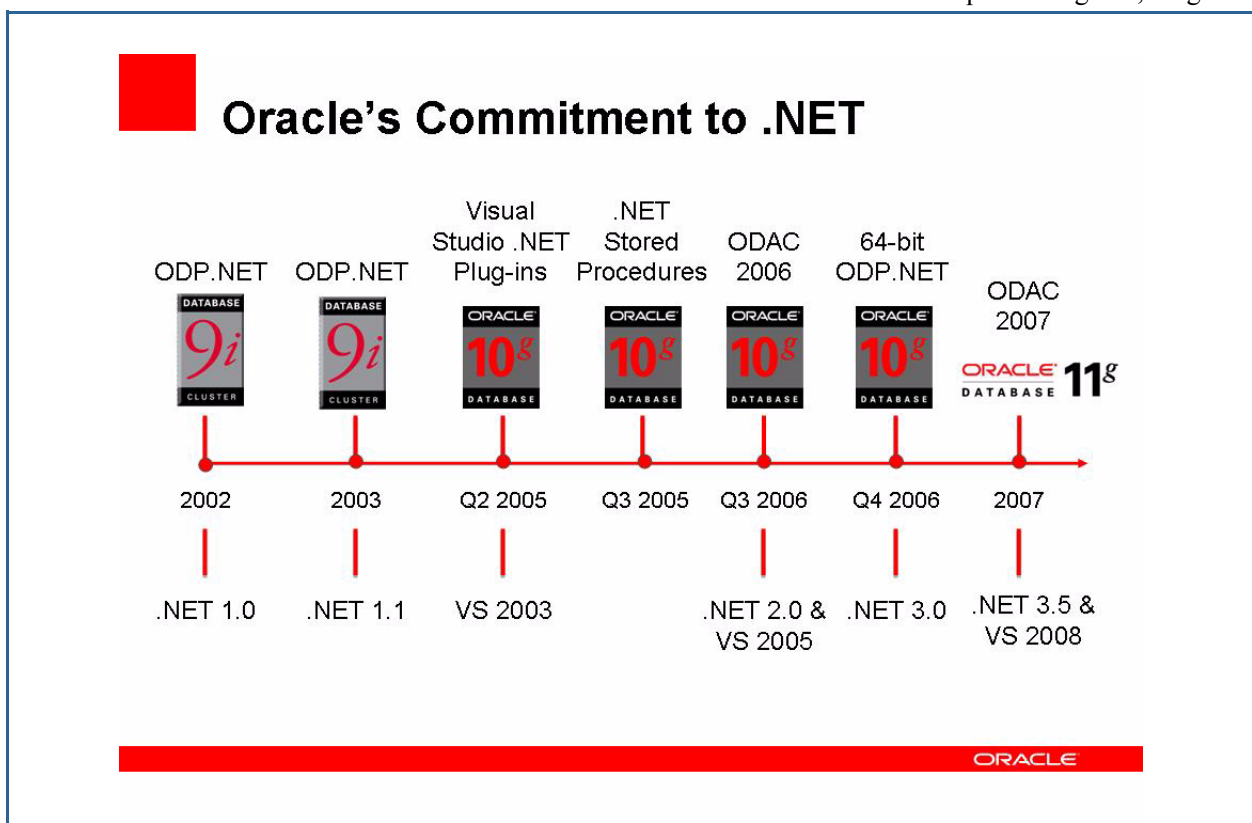 Oracle's Commitment to .NET
ODP.NET
DATABASE
9i
CLUSTER
2002
.NET 1.0
ODP.NET
DATABASE
9i
CLUSTER
2003
.NET 1.1
Visual
Studio .NET
Plug-ins
ORACLE
10g
DATABASE
Q2 2005
VS 2003
.NET
Stored
Procedures
ORACLE
10g
DATABASE
Q3 2005
ODAC
2006
ORACLE
10g
DATABASE
Q3 2006
.NET 2.0 &
VS 2005
64-bit
ODP.NET
ORACLE
10g
DATABASE
Q4 2006
.NET 3.0
ODAC
2007
ORACLE
DATABASE 11g
2007
.NET 3.5 &
VS 2008
ORACLE